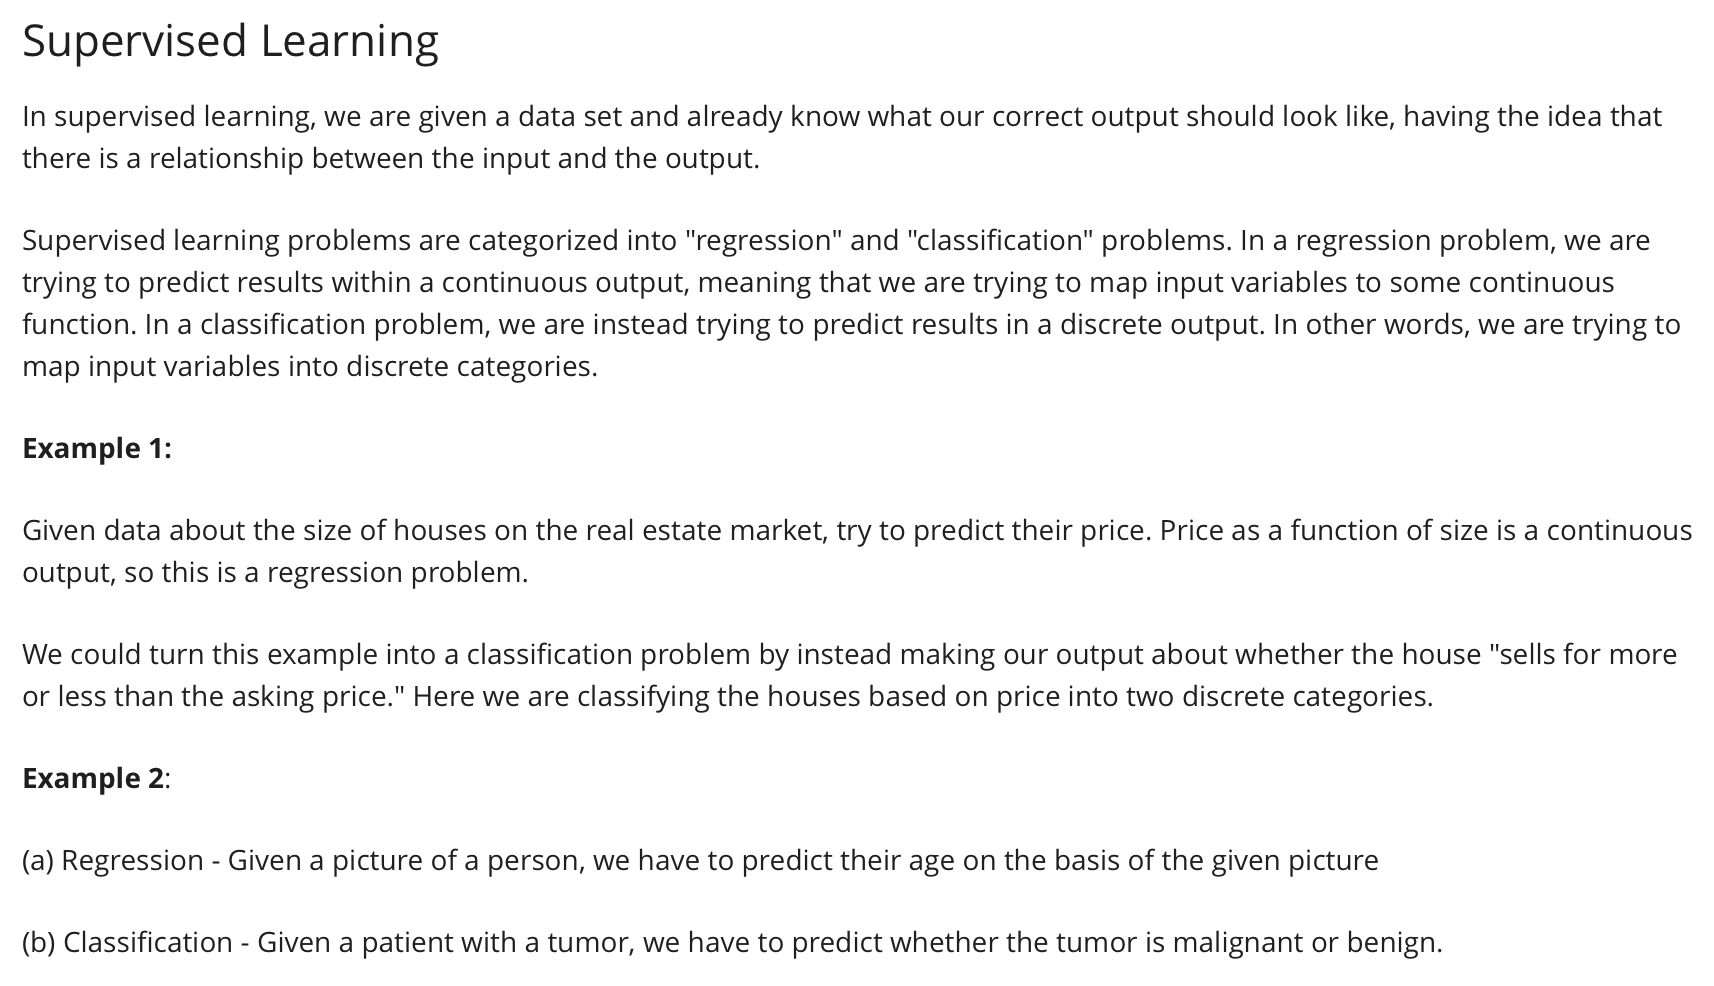 Supervised Learning
In supervised learning, we are given a data set and already know what our correct output should look like, having the idea that
there is a relationship between the input and the output.
Supervised learning problems are categorized into "regression" and "classification" problems. In a regression problem, we are
trying to predict results within a continuous output, meaning that we are trying to map input variables to some continuous
function. In a classification problem, we are instead trying to predict results in a discrete output. In other words, we are trying to
map input variables into discrete categories.
Example 1:
Given data about the size of houses on the real estate market, try to predict their price. Price as a function of size is a continuous
output, so this is a regression problem.
We could turn this example into a classification problem by instead making our output about whether the house "sells for more
or less than the asking price." Here we are classifying the houses based on price into two discrete categories.
Example 2:
(a) Regression - Given a picture of a person, we have to predict their age on the basis of the given picture
(b) Classification - Given a patient with a tumor, we have to predict whether the tumor is malignant or benign.